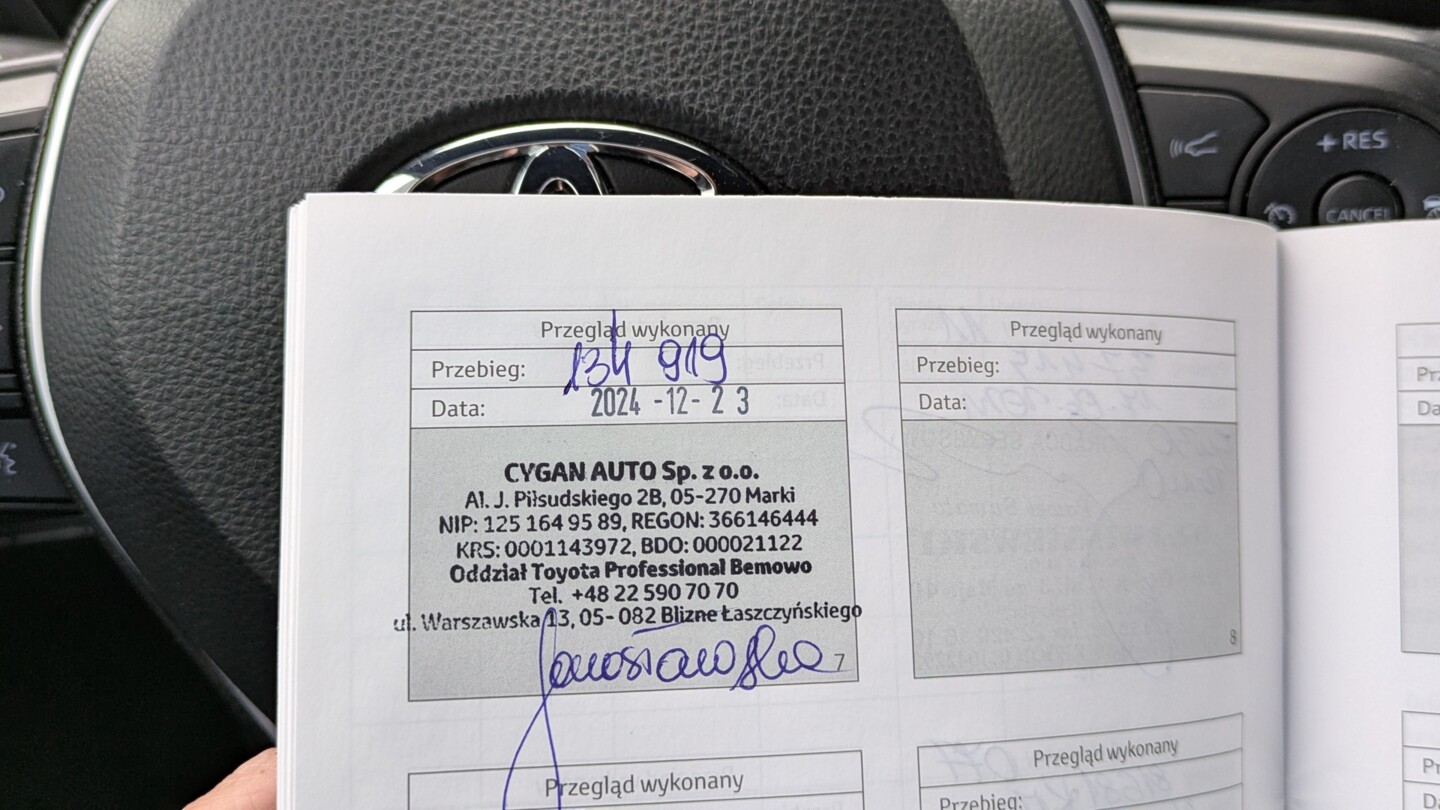 +RES
CANCEL
Przegląd wykonany
Przebieg: 134 919
Data: 2024-12-23
CYGAN AUTO Sp. z o.o.
Al. J. Piłsudskiego 2B, 05-270 Marki
NIP: 125 164 95 89, REGON: 366146444
KRS: 0001143972, BDO: 000021122
Oddział Toyota Professional Bemowo
Tel. +48 22 590 70 70
ul. Warszawska 13, 05-082 Blizne Łaszczyńskiego
7
Przegląd wykonany
Przebieg:
Data:
8
Przegląd wykonany
Przegląd wykonany
Przebieg: